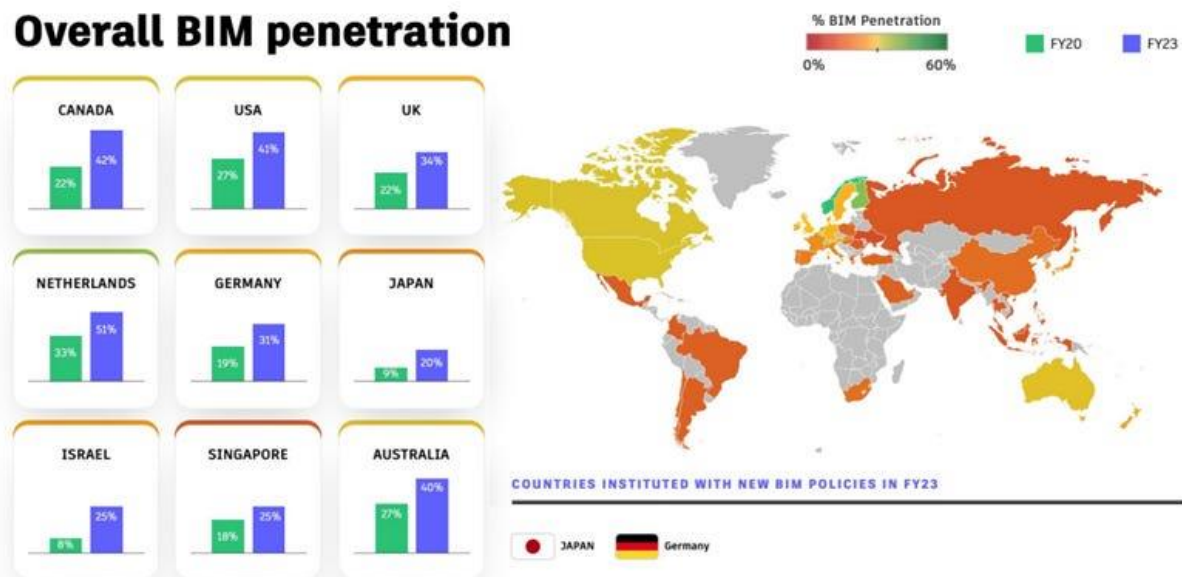 Overall BIM penetration
% BIM Penetration
0%
60%
FY20
FY23
CANADA
22%
42%
USA
27%
41%
UK
22%
34%
NETHERLANDS
33%
51%
GERMANY
19%
31%
JAPAN
9%
20%
ISRAEL
8%
25%
SINGAPORE
18%
25%
AUSTRALIA
27%
40%
COUNTRIES INSTITUTED WITH NEW BIM POLICIES IN FY23
JAPAN
Germany